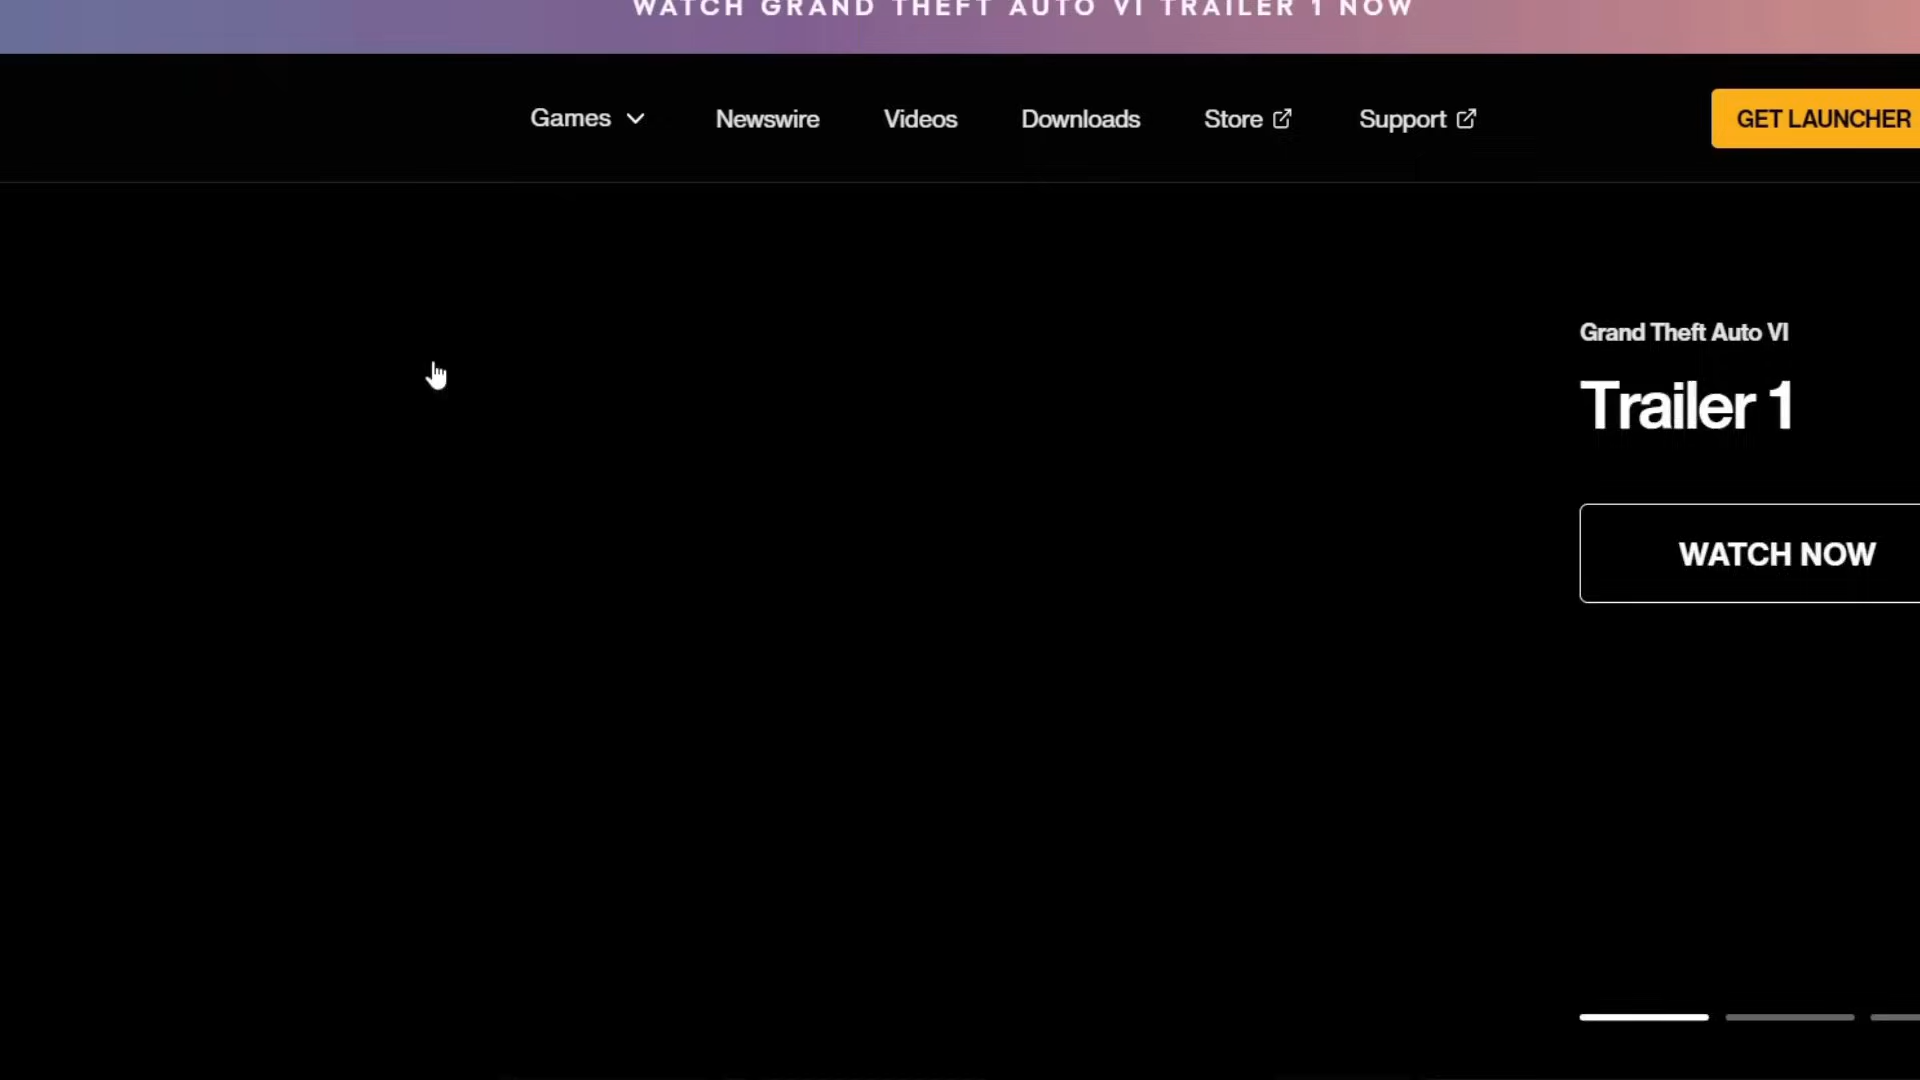 WATCH GRAND THEFT AUTO VI TRAILER 1 NOW
Games Newswire Videos Downloads Store Support GET LAUNCHER
Grand Theft Auto VI
Trailer 1
WATCH NOW